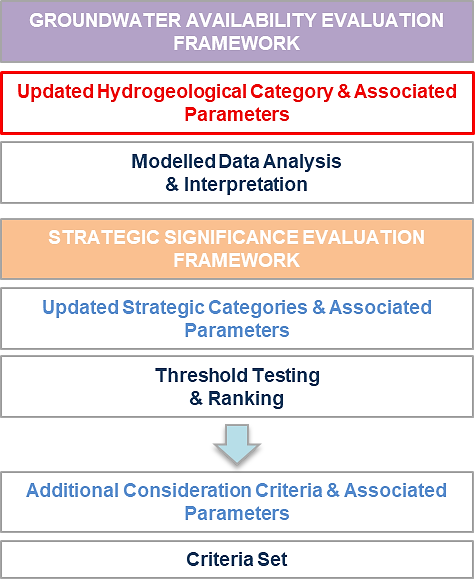 GROUNDWATER AVAILABILITY EVALUATION
FRAMEWORK
Updated Hydrogeological Category & Associated
Parameters
Modelled Data Analysis
& Interpretation
STRATEGIC SIGNIFICANCE EVALUATION
FRAMEWORK
Updated Strategic Categories & Associated
Parameters
Threshold Testing
& Ranking
Additional Consideration Criteria & Associated
Parameters
Criteria Set